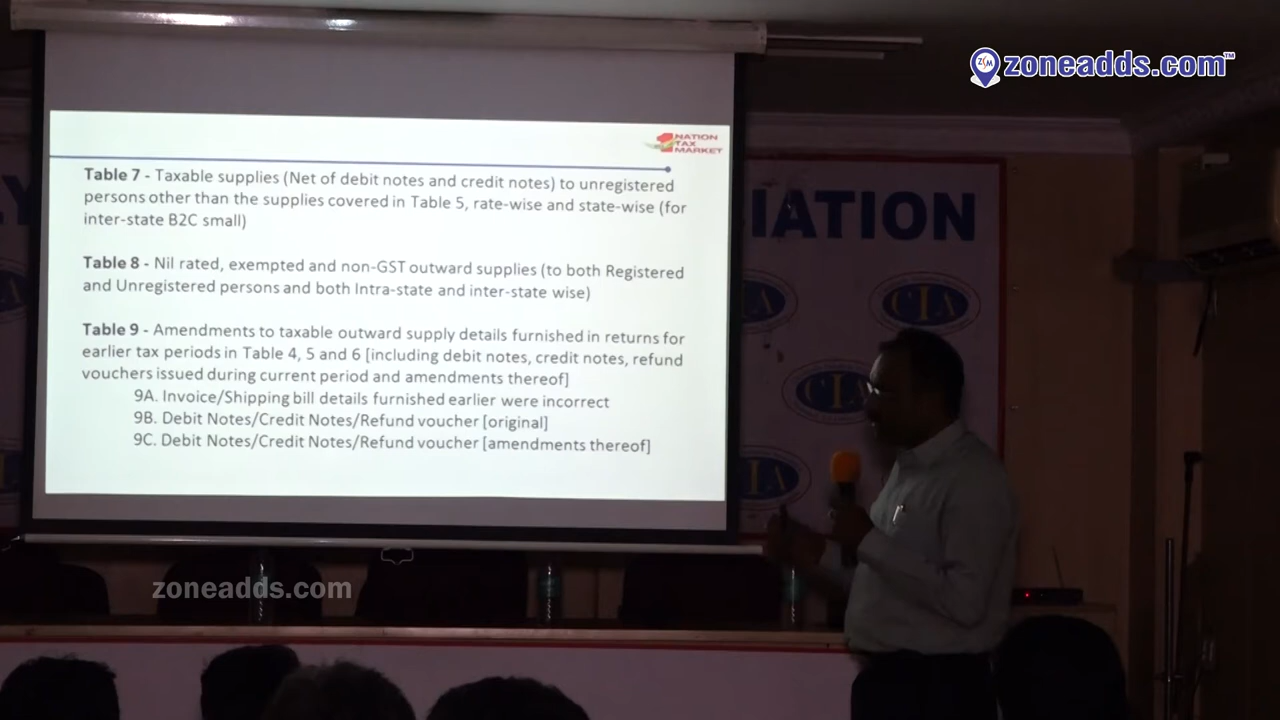 zoneadds.com™
1 NATION
TAX
MARKET
Table 7 - Taxable supplies (Net of debit notes and credit notes) to unregistered
persons other than the supplies covered in Table 5, rate-wise and state-wise (for
inter-state B2C small)
Table 8 - Nil rated, exempted and non-GST outward supplies (to both Registered
and Unregistered persons and both Intra-state and inter-state wise)
Table 9 - Amendments to taxable outward supply details furnished in returns for
earlier tax periods in Table 4, 5 and 6 [including debit notes, credit notes, refund
vouchers issued during current period and amendments thereof]
9A. Invoice/Shipping bill details furnished earlier were incorrect
9B. Debit Notes/Credit Notes/Refund voucher [original]
9C. Debit Notes/Credit Notes/Refund voucher [amendments thereof]
IATION
CIA
CIA
zoneadds.com